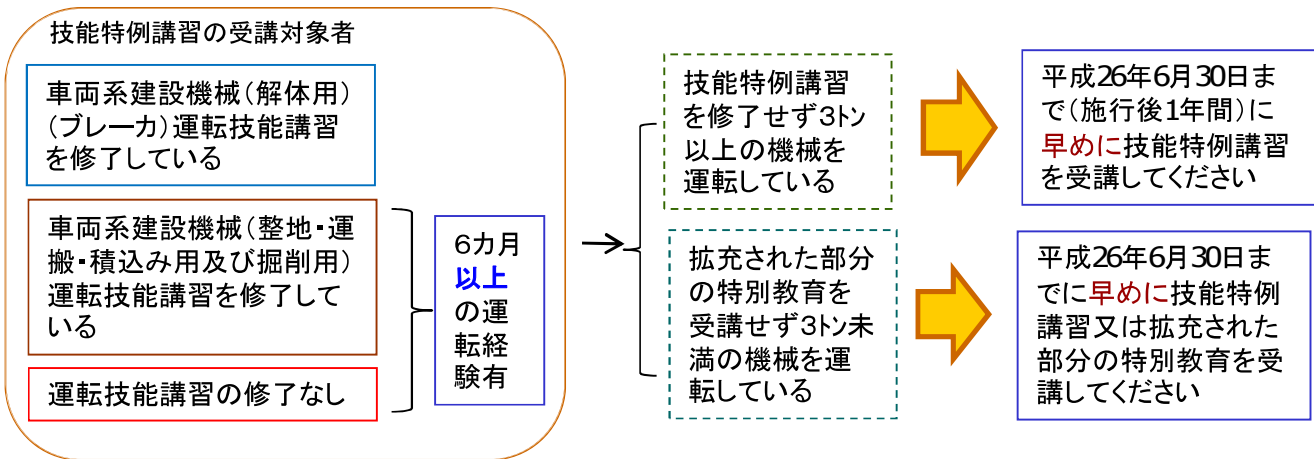 技能特例講習の受講対象者
車両系建設機械(解体用)
(ブレーカ)運転技能講習
を修了している
車両系建設機械(整地・運
搬・積込み用及び掘削用)
運転技能講習を修了して
いる
運転技能講習の修了なし
6カ月
以上
の運
転経
験有
技能特例講習
を修了せず3トン
以上の機械を
運転している
拡充された部分
の特別教育を
受講せず3トン未
満の機械を運
転している
平成26年6月30日ま
で(施行後1年間)に
早めに技能特例講習
を受講してください
平成26年6月30日ま
でに早めに技能特例
講習又は拡充された
部分の特別教育を受
講してください